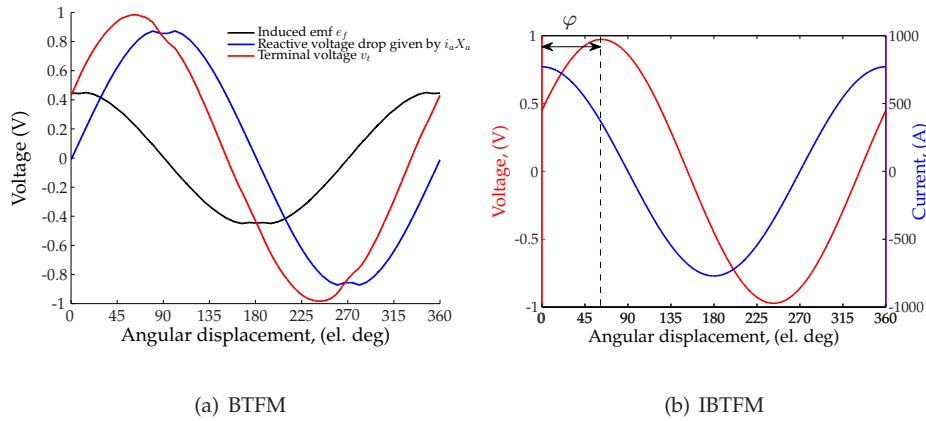 Induced emf e_f
Reactive voltage drop given by i_aX_a
Terminal voltage v_t
Voltage (V)
1
0.8
0.6
0.4
0.2
0
-0.2
-0.4
-0.6
-0.8
-1
0 45 90 135 180 225 270 315 360
Angular displacement, (el. deg)
(a) BTFM
φ
Voltage, (V)
1
0.5
0
-0.5
-1
1000
500
0
-500
-1000
Current, (A)
0 45 90 135 180 225 270 315 360
Angular displacement, (el. deg)
(b) IBTFM